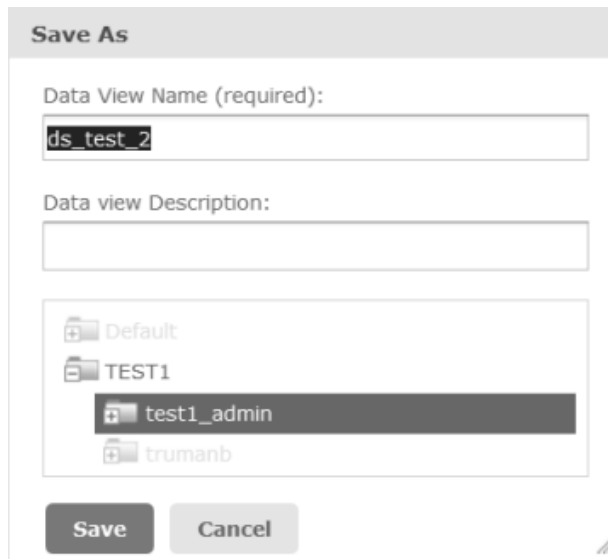 Save As
Data View Name (required):
ds_test_2
Data view Description:
Default
TEST1
test1_admin
trumanb
Save Cancel